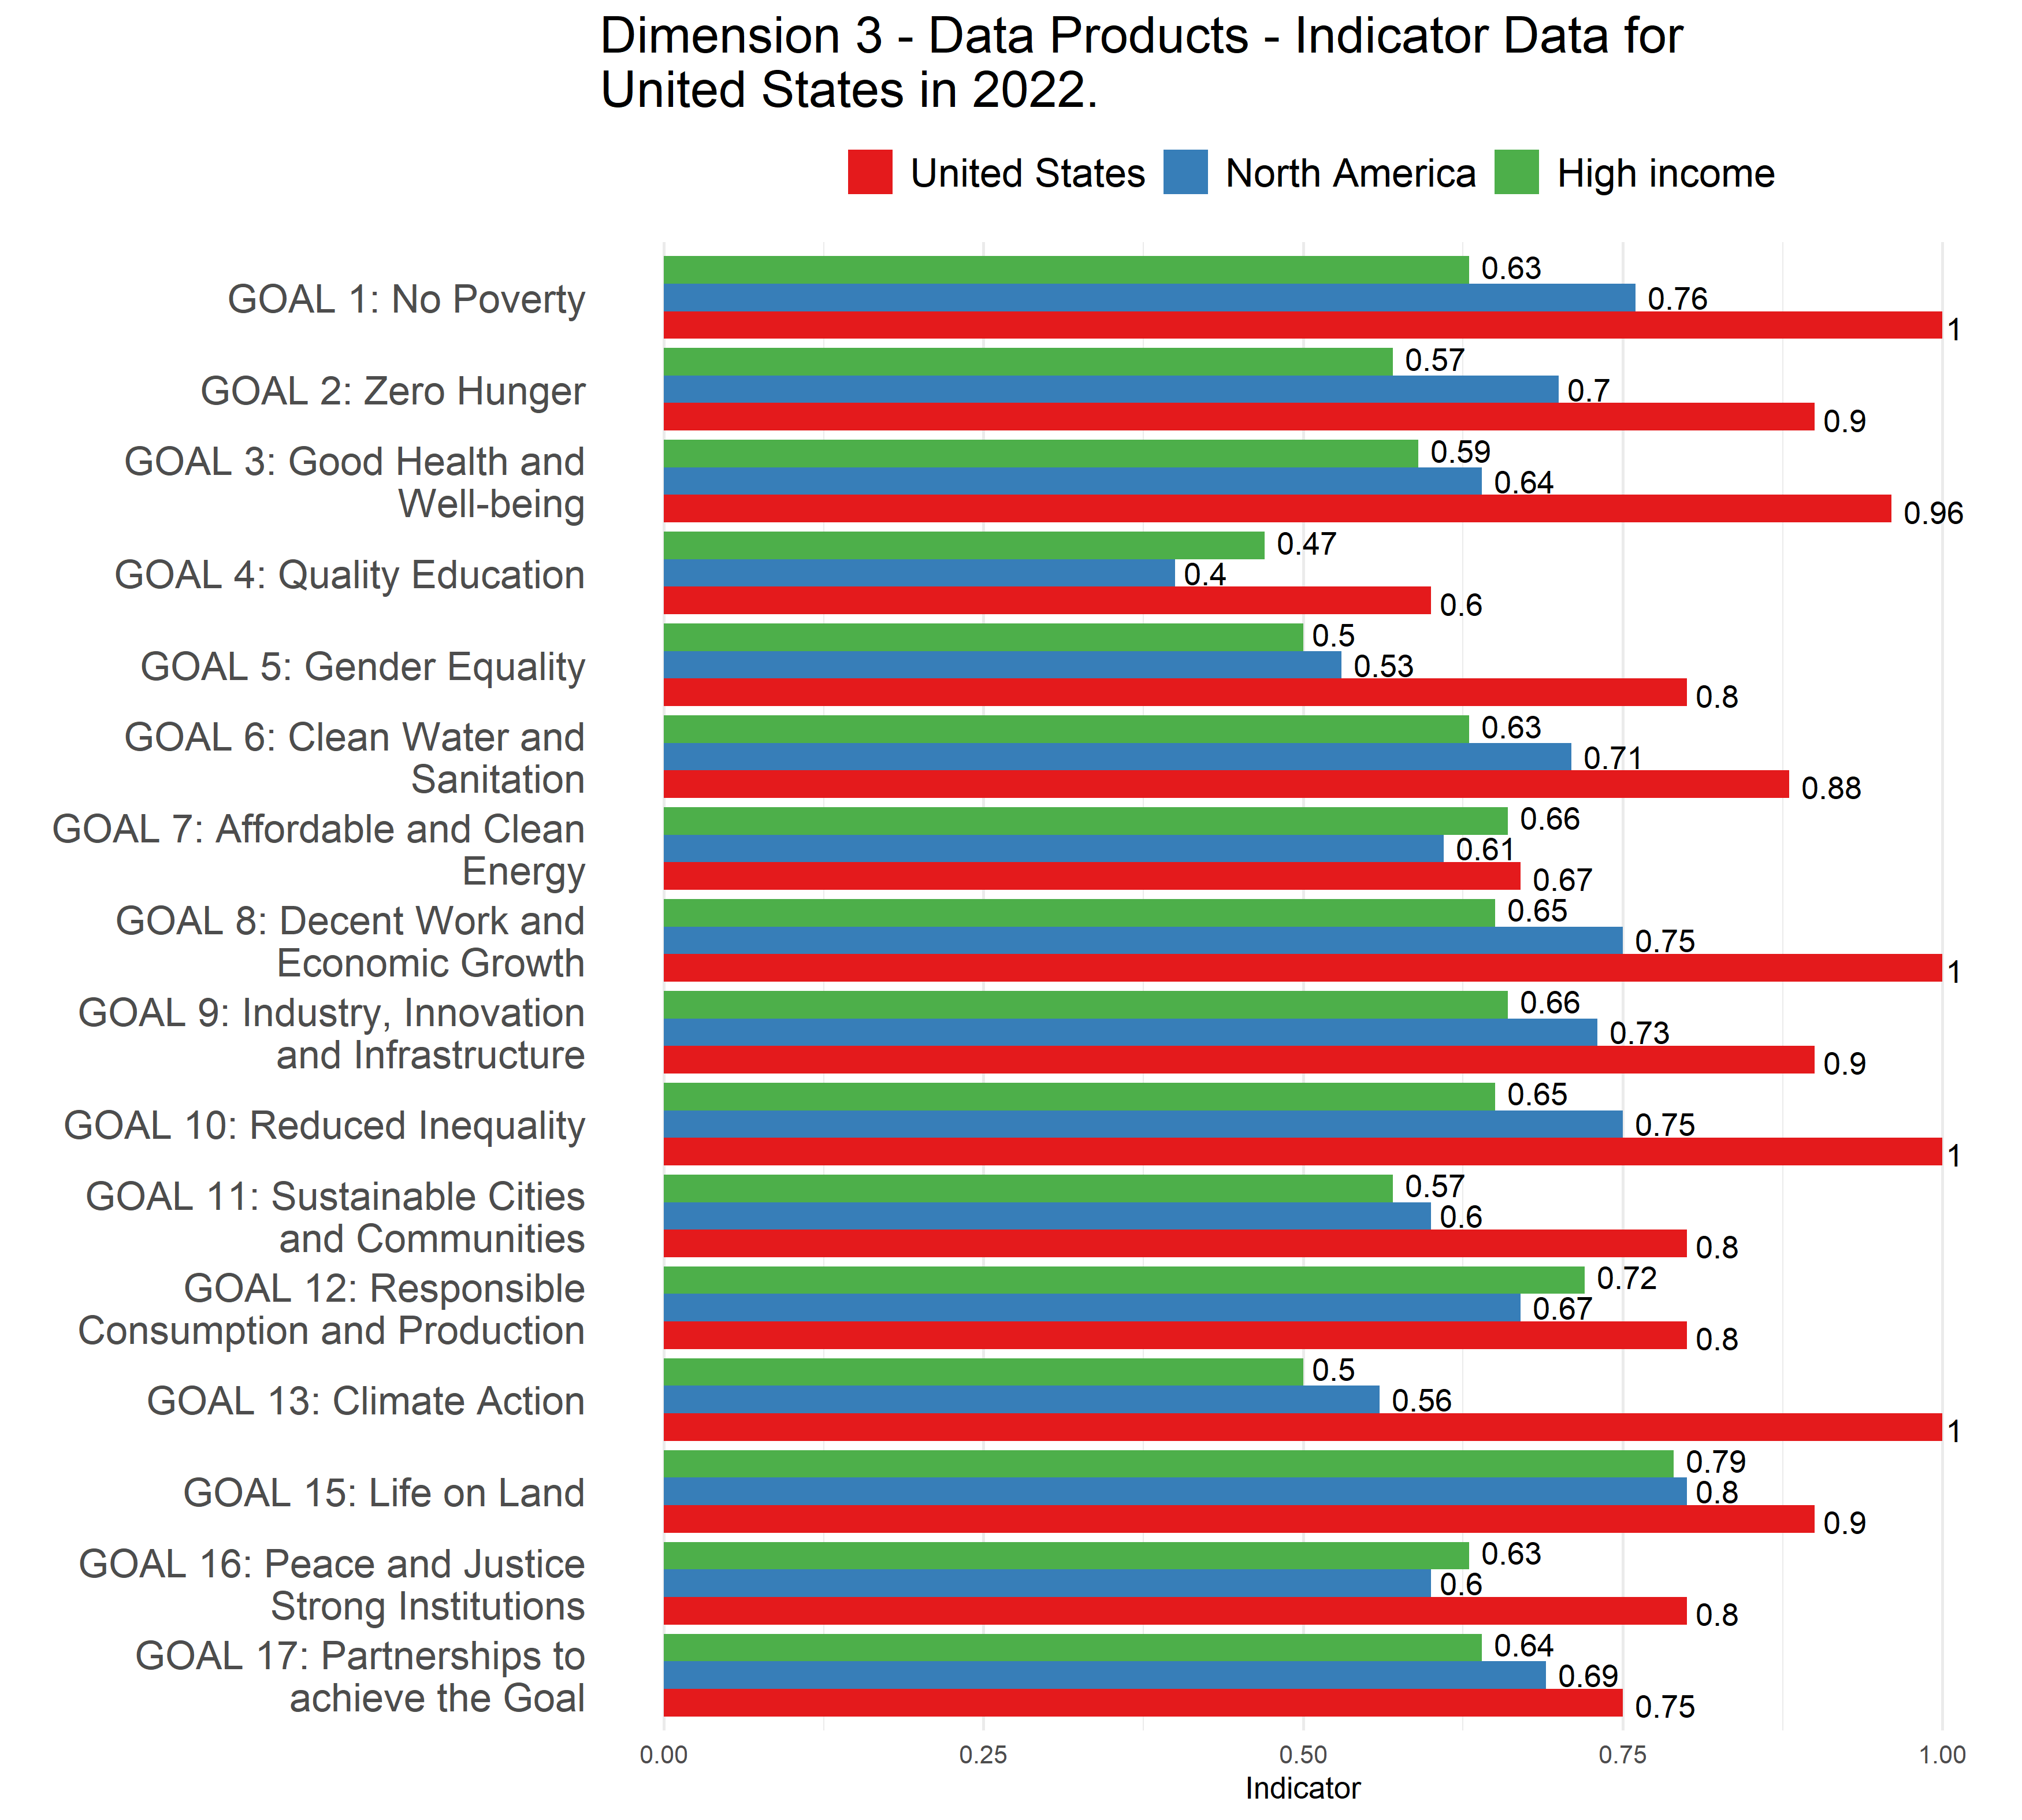 Dimension 3 - Data Products - Indicator Data for
United States in 2022.
United States North America High income
GOAL 1: No Poverty
0.63
0.76
1
GOAL 2: Zero Hunger
0.57
0.7
0.9
GOAL 3: Good Health and
Well-being
0.59
0.64
0.96
GOAL 4: Quality Education
0.47
0.4
0.6
GOAL 5: Gender Equality
0.5
0.53
0.8
GOAL 6: Clean Water and
Sanitation
0.63
0.71
0.88
GOAL 7: Affordable and Clean
Energy
0.66
0.61
0.67
GOAL 8: Decent Work and
Economic Growth
0.65
0.75
1
GOAL 9: Industry, Innovation
and Infrastructure
0.66
0.73
0.9
GOAL 10: Reduced Inequality
0.65
0.75
1
GOAL 11: Sustainable Cities
and Communities
0.57
0.6
0.8
GOAL 12: Responsible
Consumption and Production
0.72
0.67
0.8
GOAL 13: Climate Action
0.5
0.56
1
GOAL 15: Life on Land
0.79
0.8
0.9
GOAL 16: Peace and Justice
Strong Institutions
0.63
0.6
0.8
GOAL 17: Partnerships to
achieve the Goal
0.64
0.69
0.75
0.00 0.25 0.50 0.75 1.00
Indicator